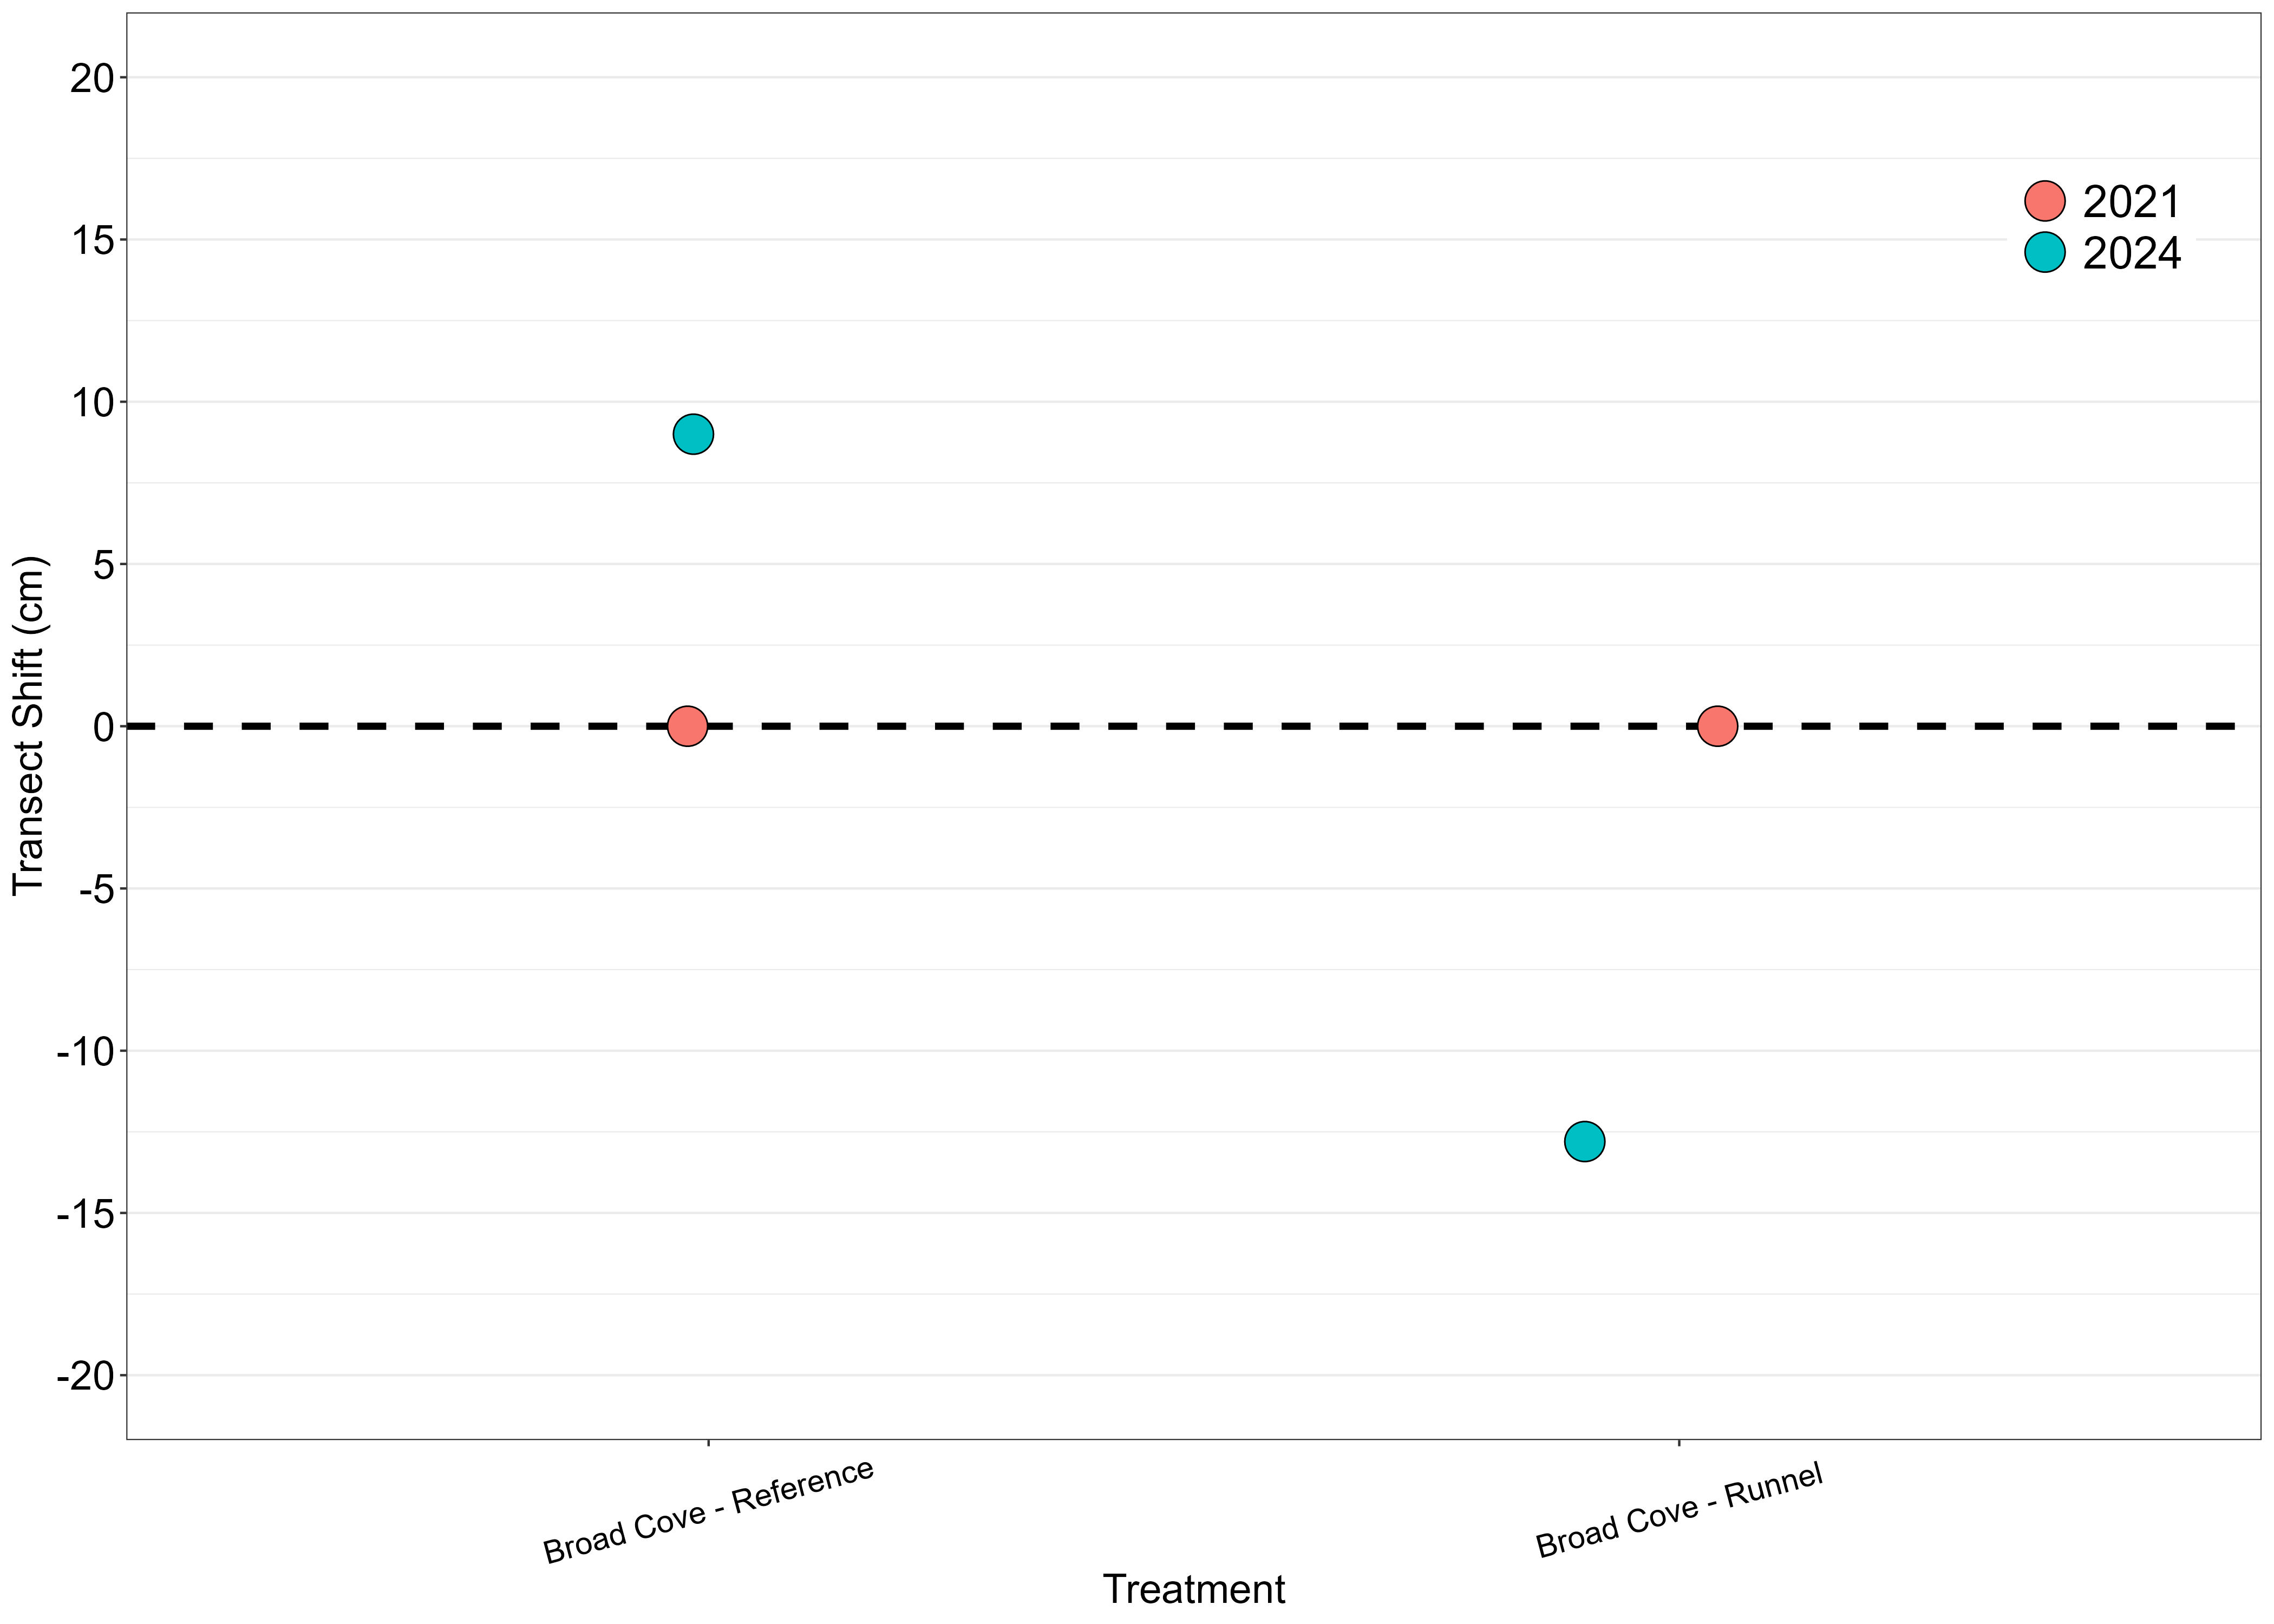 Transect Shift (cm)
20
15
10
5
0
-5
-10
-15
-20
2021
2024
Broad Cove - Reference
Broad Cove - Runnel
Treatment